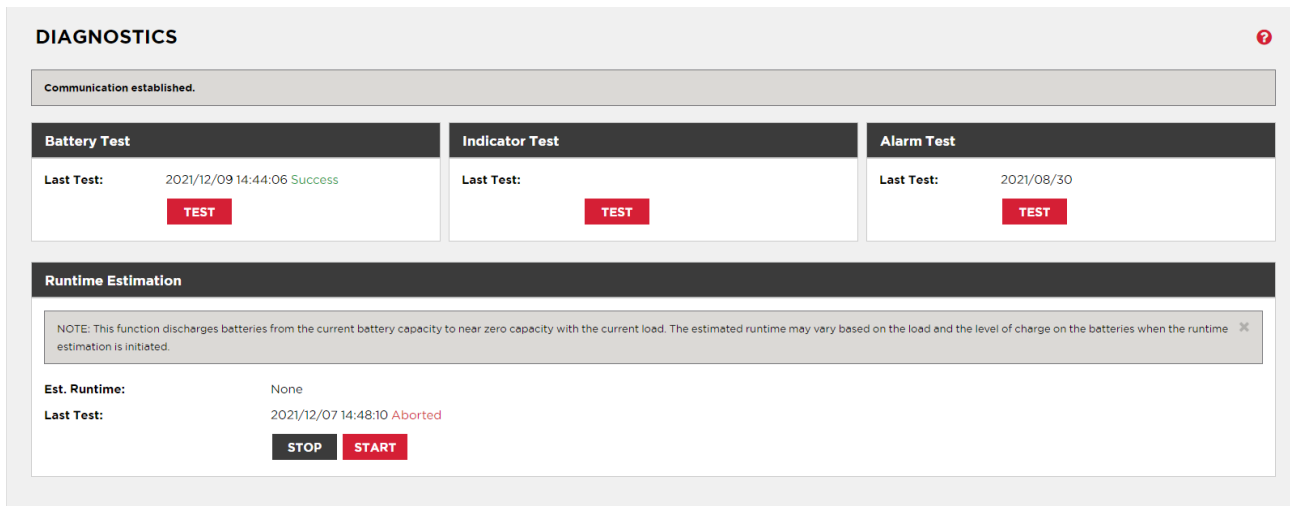 DIAGNOSTICS
Communication established.
Battery Test
Last Test: 2021/12/09 14:44:06 Success
TEST
Indicator Test
Last Test:
TEST
Alarm Test
Last Test: 2021/08/30
TEST
Runtime Estimation
NOTE: This function discharges batteries from the current battery capacity to near zero capacity with the current load. The estimated runtime may vary based on the load and the level of charge on the batteries when the runtime
estimation is initiated.
Est. Runtime: None
Last Test: 2021/12/07 14:48:10 Aborted
STOP START